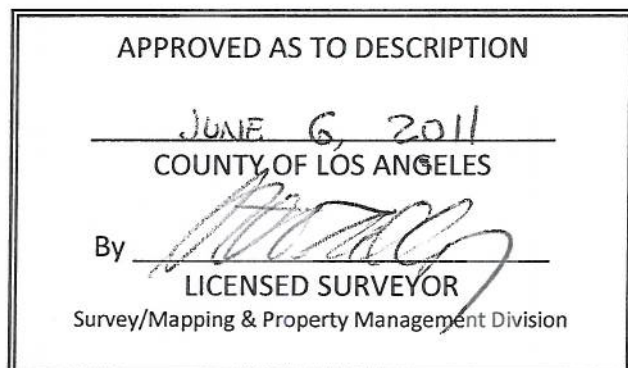 APPROVED AS TO DESCRIPTION
JUNE 6, 2011
COUNTY OF LOS ANGELES
By
LICENSED SURVEYOR
Survey/Mapping & Property Management Division